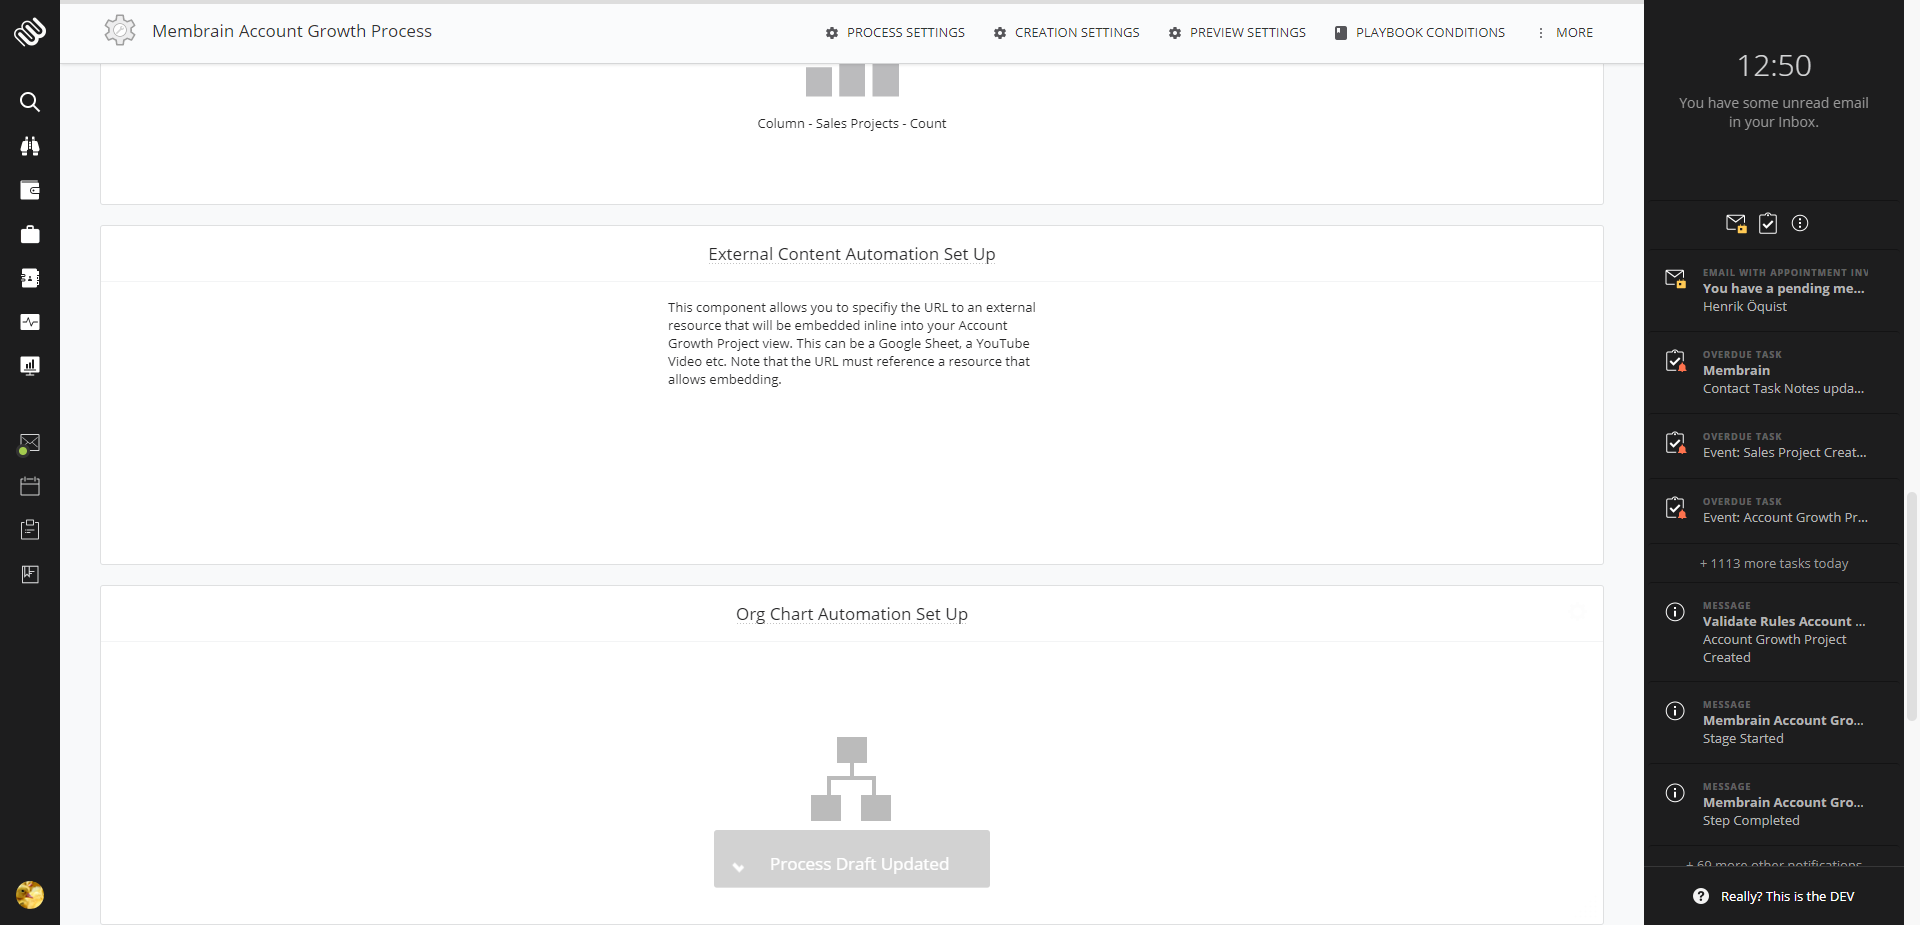 Membrain Account Growth Process
PROCESS SETTINGS
CREATION SETTINGS
PREVIEW SETTINGS
PLAYBOOK CONDITIONS
MORE
Column - Sales Projects - Count
External Content Automation Set Up
This component allows you to specifiy the URL to an external
resource that will be embedded inline into your Account
Growth Project view. This can be a Google Sheet, a YouTube
Video etc. Note that the URL must reference a resource that
allows embedding.
Org Chart Automation Set Up
Process Draft Updated
12:50
You have some unread email
in your Inbox.
EMAIL WITH APPOINTMENT INV
You have a pending me...
Henrik Öquist
OVERDUE TASK
Membrain
Contact Task Notes upda...
OVERDUE TASK
Event: Sales Project Creat...
OVERDUE TASK
Event: Account Growth Pr...
+ 1113 more tasks today
MESSAGE
Validate Rules Account ...
Account Growth Project
Created
MESSAGE
Membrain Account Gro...
Stage Started
MESSAGE
Membrain Account Gro...
Step Completed
+ 69 more other notifications
Really? This is the DEV